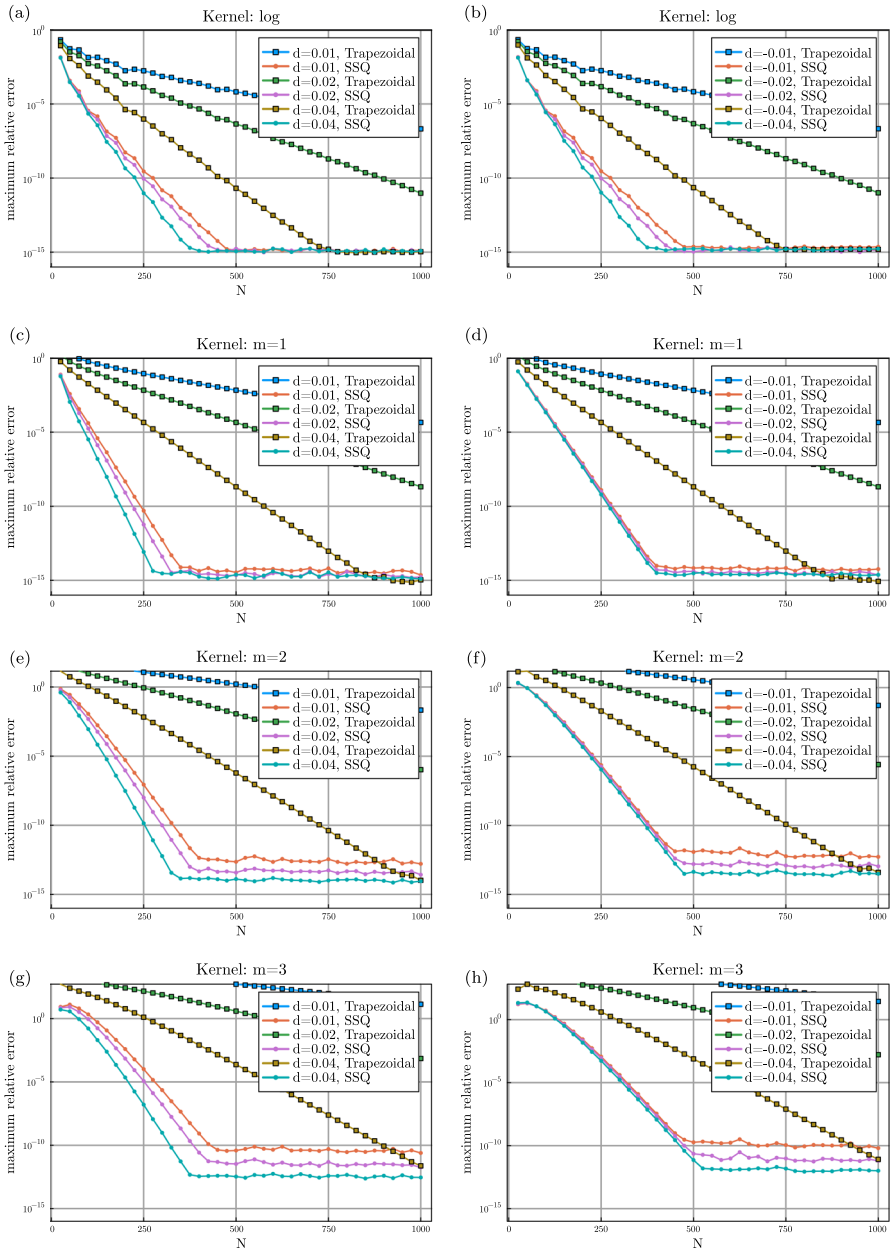 (a)
Kernel: log
maximum relative error
10^0
10^-5
10^-10
10^-15
0
250
500
750
1000
N
d=0.01, Trapezoidal
d=0.01, SSQ
d=0.02, Trapezoidal
d=0.02, SSQ
d=0.04, Trapezoidal
d=0.04, SSQ
(b)
Kernel: log
maximum relative error
10^0
10^-5
10^-10
10^-15
0
250
500
750
1000
N
d=-0.01, Trapezoidal
d=-0.01, SSQ
d=-0.02, Trapezoidal
d=-0.02, SSQ
d=-0.04, Trapezoidal
d=-0.04, SSQ
(c)
Kernel: m=1
maximum relative error
10^0
10^-5
10^-10
10^-15
0
250
500
750
1000
N
d=0.01, Trapezoidal
d=0.01, SSQ
d=0.02, Trapezoidal
d=0.02, SSQ
d=0.04, Trapezoidal
d=0.04, SSQ
(d)
Kernel: m=1
maximum relative error
10^0
10^-5
10^-10
10^-15
0
250
500
750
1000
N
d=-0.01, Trapezoidal
d=-0.01, SSQ
d=-0.02, Trapezoidal
d=-0.02, SSQ
d=-0.04, Trapezoidal
d=-0.04, SSQ
(e)
Kernel: m=2
maximum relative error
10^0
10^-5
10^-10
10^-15
0
250
500
750
1000
N
d=0.01, Trapezoidal
d=0.01, SSQ
d=0.02, Trapezoidal
d=0.02, SSQ
d=0.04, Trapezoidal
d=0.04, SSQ
(f)
Kernel: m=2
maximum relative error
10^0
10^-5
10^-10
10^-15
0
250
500
750
1000
N
d=-0.01, Trapezoidal
d=-0.01, SSQ
d=-0.02, Trapezoidal
d=-0.02, SSQ
d=-0.04, Trapezoidal
d=-0.04, SSQ
(g)
Kernel: m=3
maximum relative error
10^0
10^-5
10^-10
10^-15
0
250
500
750
1000
N
d=0.01, Trapezoidal
d=0.01, SSQ
d=0.02, Trapezoidal
d=0.02, SSQ
d=0.04, Trapezoidal
d=0.04, SSQ
(h)
Kernel: m=3
maximum relative error
10^0
10^-5
10^-10
10^-15
0
250
500
750
1000
N
d=-0.01, Trapezoidal
d=-0.01, SSQ
d=-0.02, Trapezoidal
d=-0.02, SSQ
d=-0.04, Trapezoidal
d=-0.04, SSQ